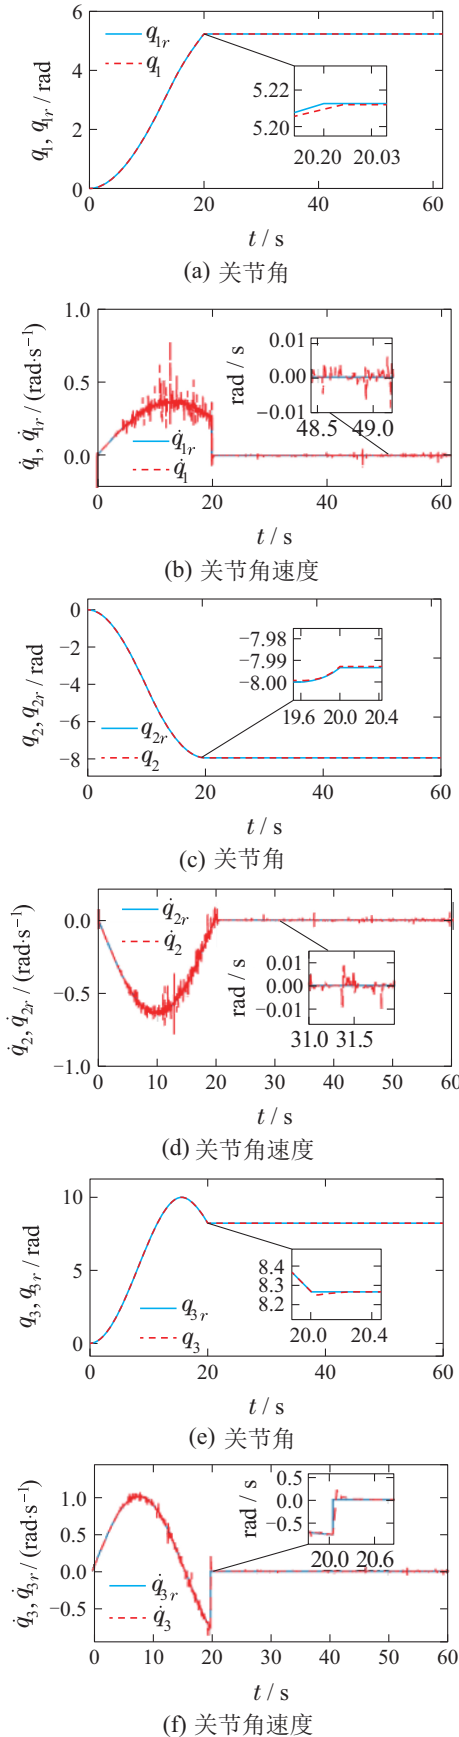 6
4
2
0
q₁, q₁ᵣ / rad
q₁ᵣ
q₁
5.22
5.20
20.20 20.03
0 20 40 60
t / s
(a) 关节角
1.0
0.5
0.0
q̇₁, q̇₁ᵣ / (rad·s⁻¹)
rad / s
0.01
0.00
−0.01
48.5 49.0
q̇₁ᵣ
q̇₁
0 10 20 30 40 50 60
t / s
(b) 关节角速度
0
−2
−4
−6
−8
q₂, q₂ᵣ / rad
−7.98
−7.99
−8.00
19.6 20.0 20.4
q₂ᵣ
q₂
0 20 40 60
t / s
(c) 关节角
0.0
−0.5
−1.0
q̇₂, q̇₂ᵣ / (rad·s⁻¹)
q̇₂ᵣ
q̇₂
rad / s
0.01
0.00
−0.01
31.0 31.5
0 10 20 30 40 50 60
t / s
(d) 关节角速度
10
5
0
q₃, q₃ᵣ / rad
8.4
8.3
8.2
20.0 20.4
q₃ᵣ
q₃
0 20 40 60
t / s
(e) 关节角
1.0
0.5
0.0
−0.5
q̇₃, q̇₃ᵣ / (rad·s⁻¹)
rad / s
0.5
0.0
−0.5
20.0 20.6
q̇₃ᵣ
q̇₃
0 10 20 30 40 50 60
t / s
(f) 关节角速度